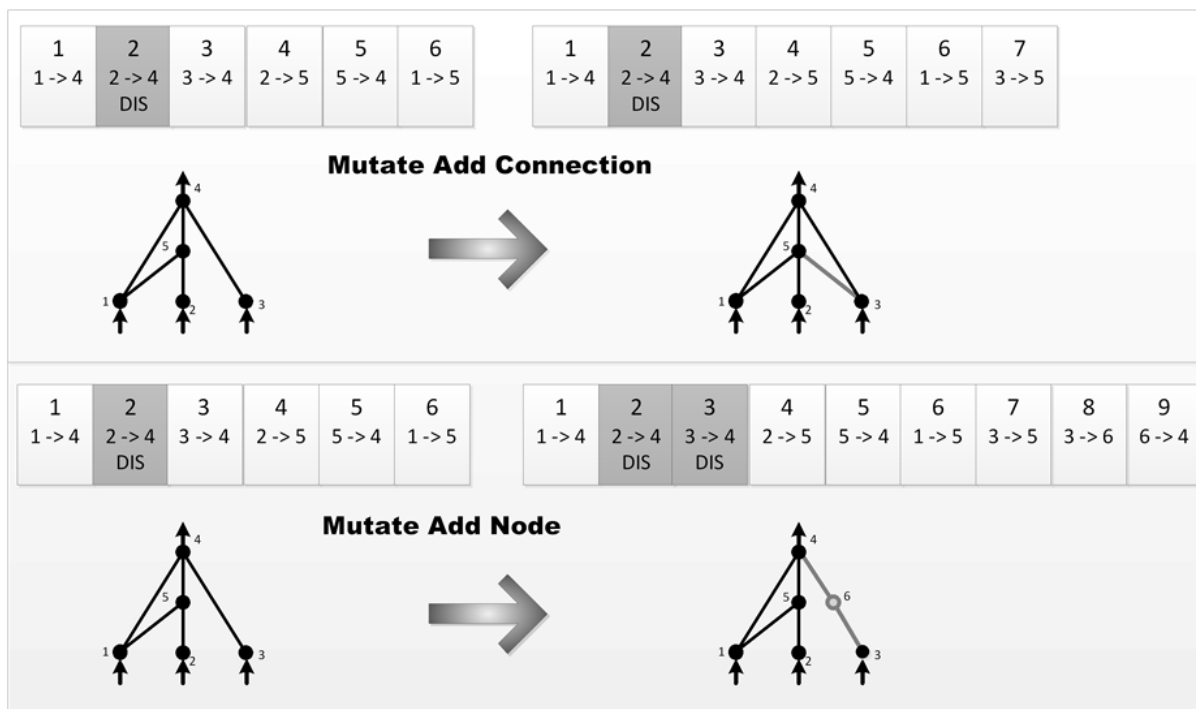 1 2 3 4 5 6
1 -> 4 2 -> 4 3 -> 4 2 -> 5 5 -> 4 1 -> 5
DIS
1 2 3 4 5 6 7
1 -> 4 2 -> 4 3 -> 4 2 -> 5 5 -> 4 1 -> 5 3 -> 5
DIS
Mutate Add Connection
4
5
1 2 3
4
5
1 2 3
1 2 3 4 5 6
1 -> 4 2 -> 4 3 -> 4 2 -> 5 5 -> 4 1 -> 5
DIS
1 2 3 4 5 6 7 8 9
1 -> 4 2 -> 4 3 -> 4 2 -> 5 5 -> 4 1 -> 5 3 -> 5 3 -> 6 6 -> 4
DIS DIS
Mutate Add Node
4
5
1 2 3
4
5 6
1 2 3